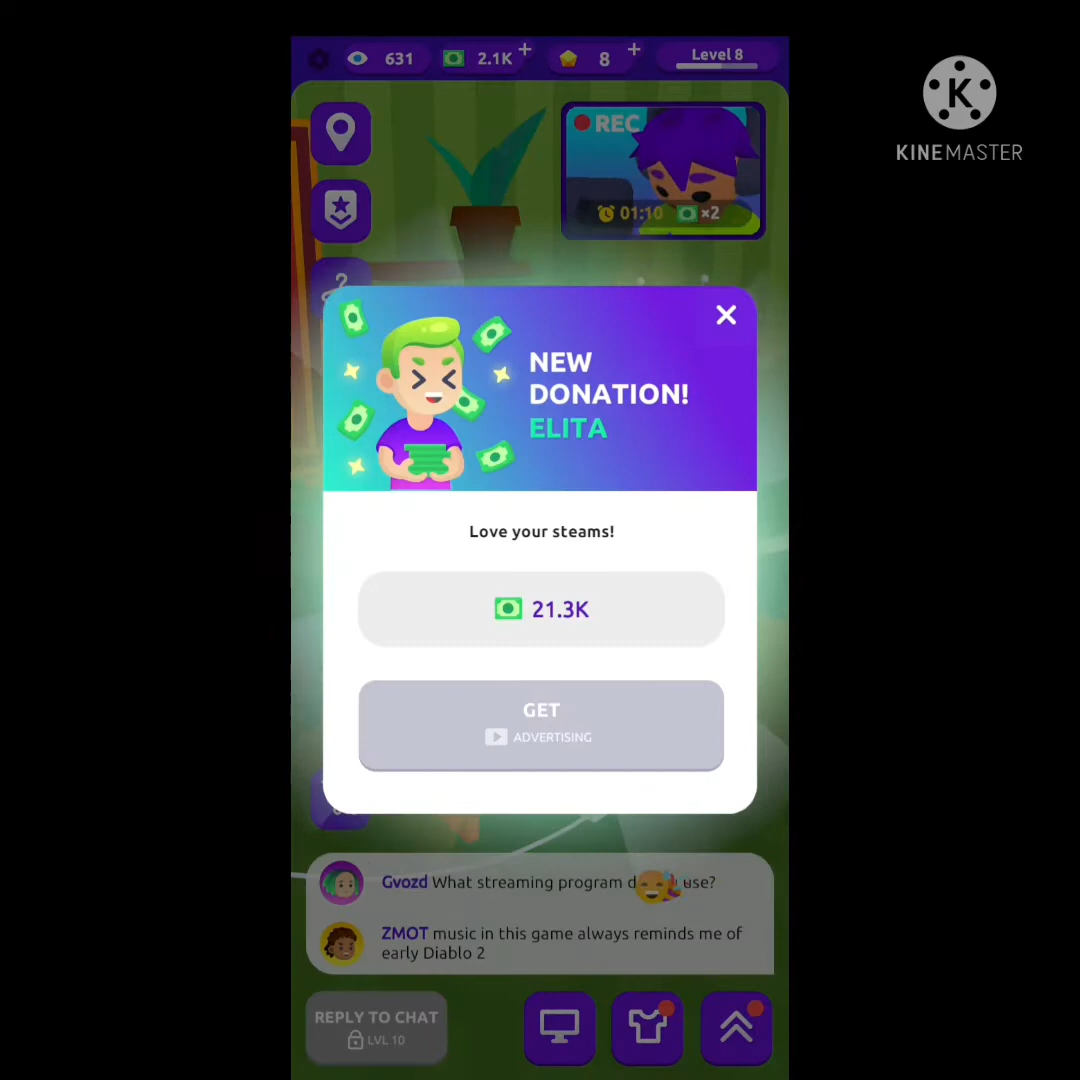 631
2.1K
8
Level 8
KINEMASTER
REC
01:10 ×2
NEW
DONATION!
ELITA
Love your steams!
21.3K
GET
ADVERTISING
Gvozd What streaming program use?
ZMOT music in this game always reminds me of
early Diablo 2
REPLY TO CHAT
LVL 10